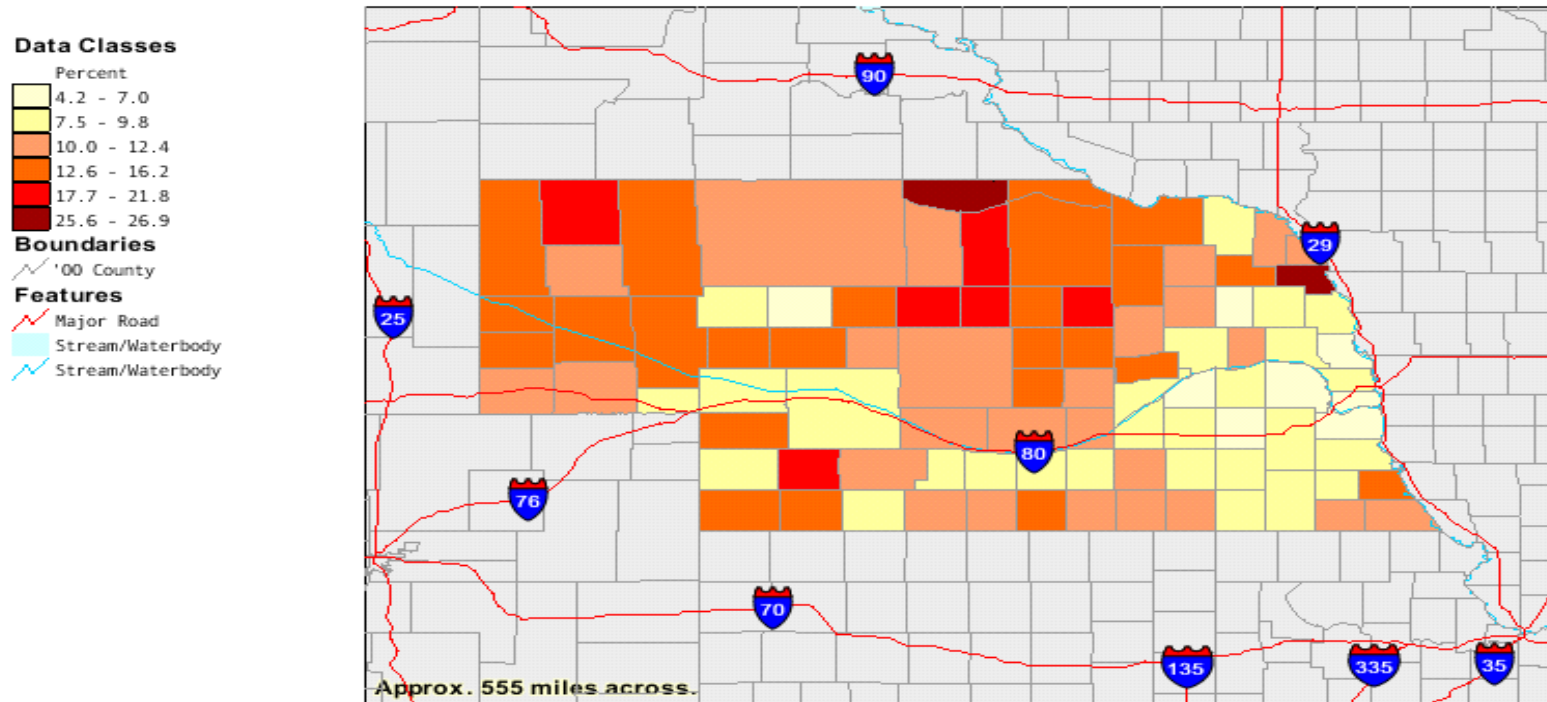 Data Classes
Percent
4.2 - 7.0
7.5 - 9.8
10.0 - 12.4
12.6 - 16.2
17.7 - 21.8
25.6 - 26.9
Boundaries
'00 County
Features
Major Road
Stream/Waterbody
Stream/Waterbody
90
29
25
80
76
70
135
335
35
Approx. 555 miles across.